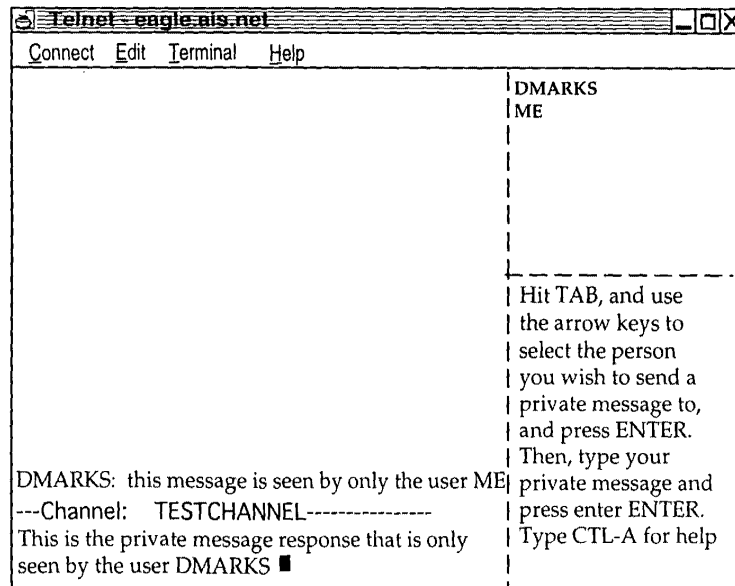 Telnet - eagle.ais.net
Connect Edit Terminal Help
DMARKS
ME
Hit TAB, and use
the arrow keys to
select the person
you wish to send a
private message to,
and press ENTER.
Then, type your
private message and
press enter ENTER.
Type CTL-A for help
DMARKS: this message is seen by only the user ME
---Channel: TESTCHANNEL----------------
This is the private message response that is only
seen by the user DMARKS